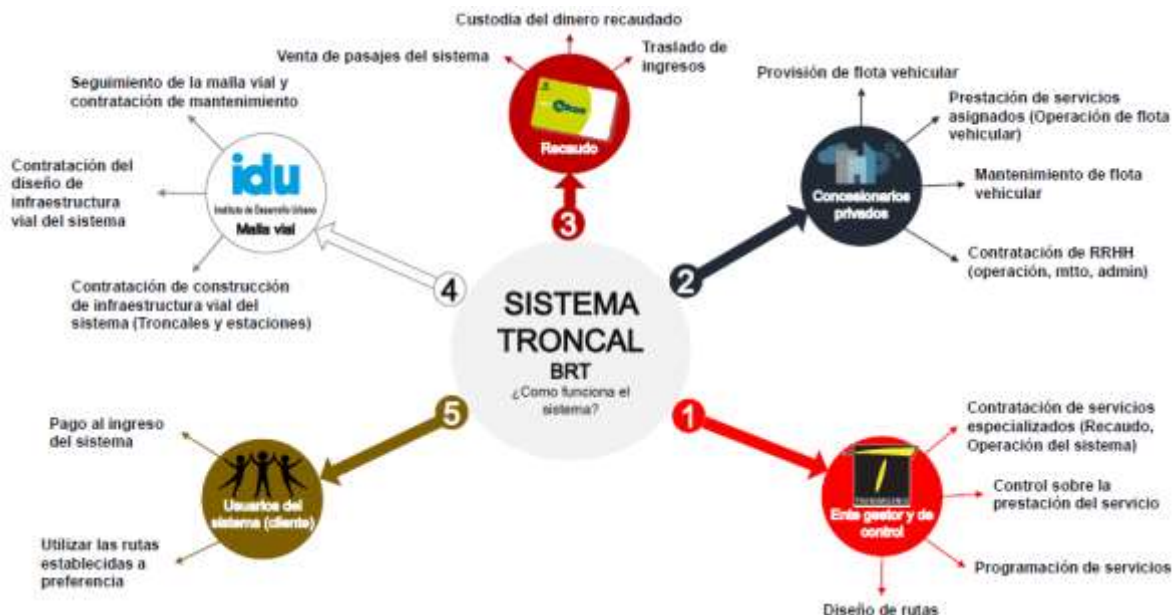 Custodia del dinero recaudado
Venta de pasajes del sistema
Traslado de
ingresos
Recaudo
3
Seguimiento de la malla vial y
contratación de mantenimiento
Contratación del
diseño de
infraestructura
vial del sistema
idu
Instituto de Desarrollo Urbano
Malla vial
Contratación de construcción
de infraestructura vial del
sistema (Troncales y estaciones)
4
Provisión de flota vehicular
Prestación de servicios
asignados (Operación de flota
vehicular)
Mantenimiento de flota
vehicular
Contratación de RRHH
(operación, mtto, admin)
Concesionarios
privados
2
SISTEMA
TRONCAL
BRT
¿Como funciona el
sistema?
5
Pago al ingreso
del sistema
Usuarios del
sistema (cliente)
Utilizar las rutas
establecidas a
preferencia
1
Contratación de servicios
especializados (Recaudo,
Operación del sistema)
Control sobre la
prestación del servicio
Ente gestor y de
control
Programación de servicios
Diseño de rutas